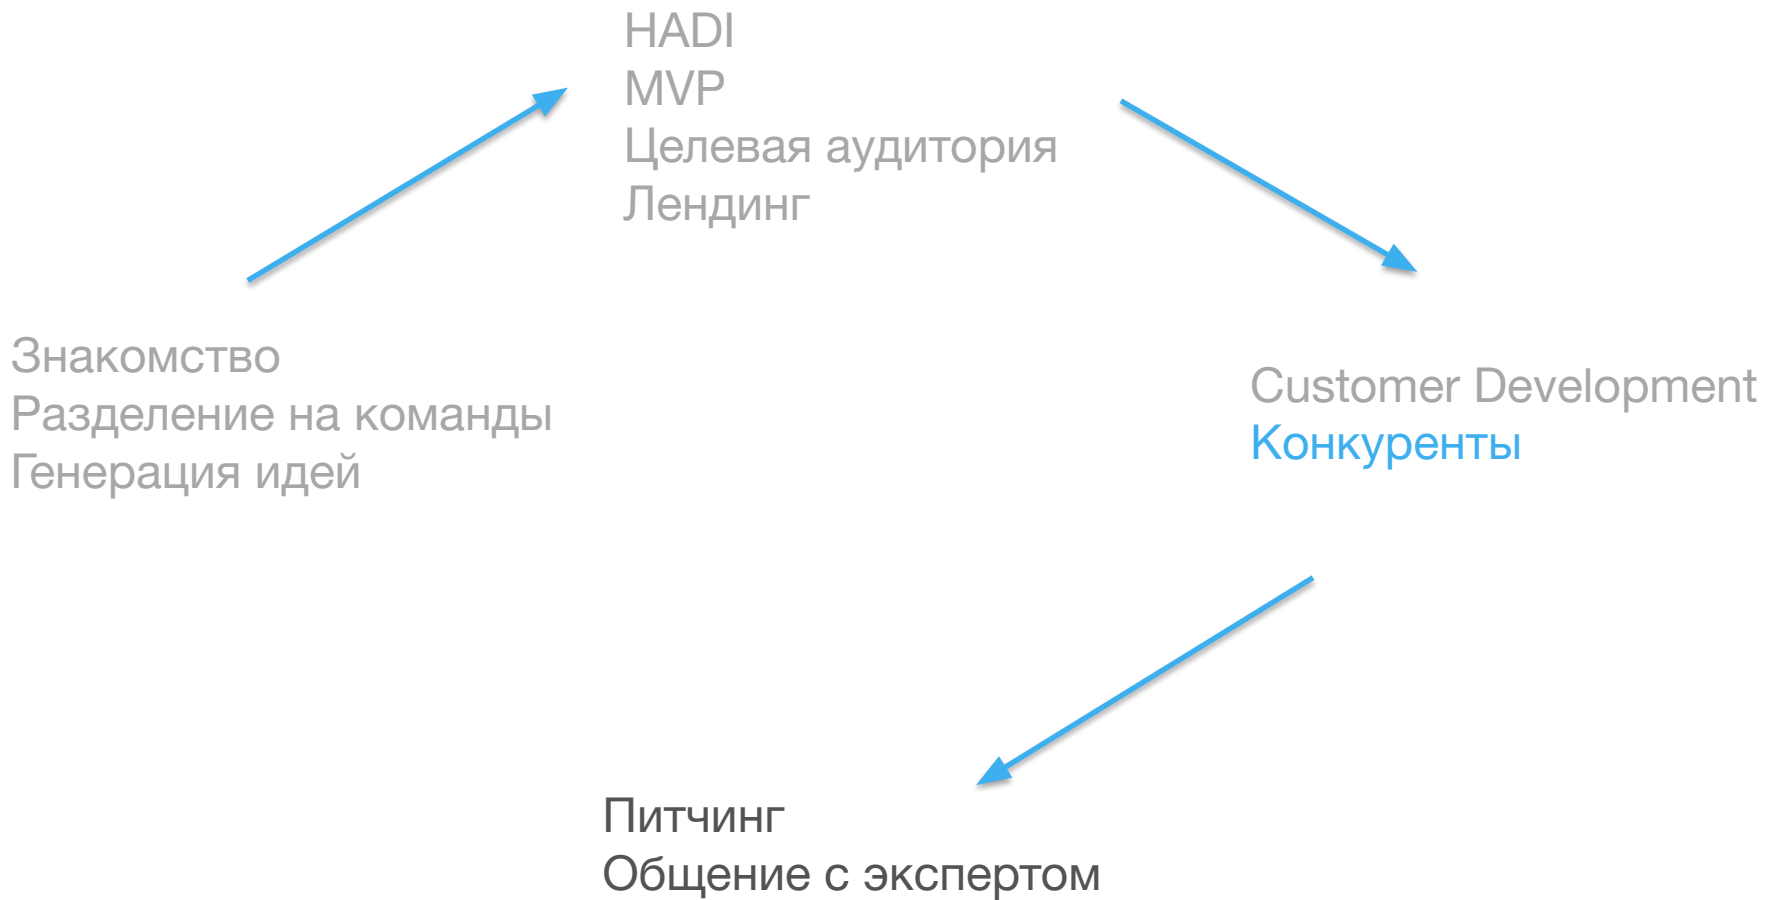 HADI
MVP
Целевая аудитория
Лендинг
Знакомство
Разделение на команды
Генерация идей
Customer Development
Конкуренты
Питчинг
Общение с экспертом